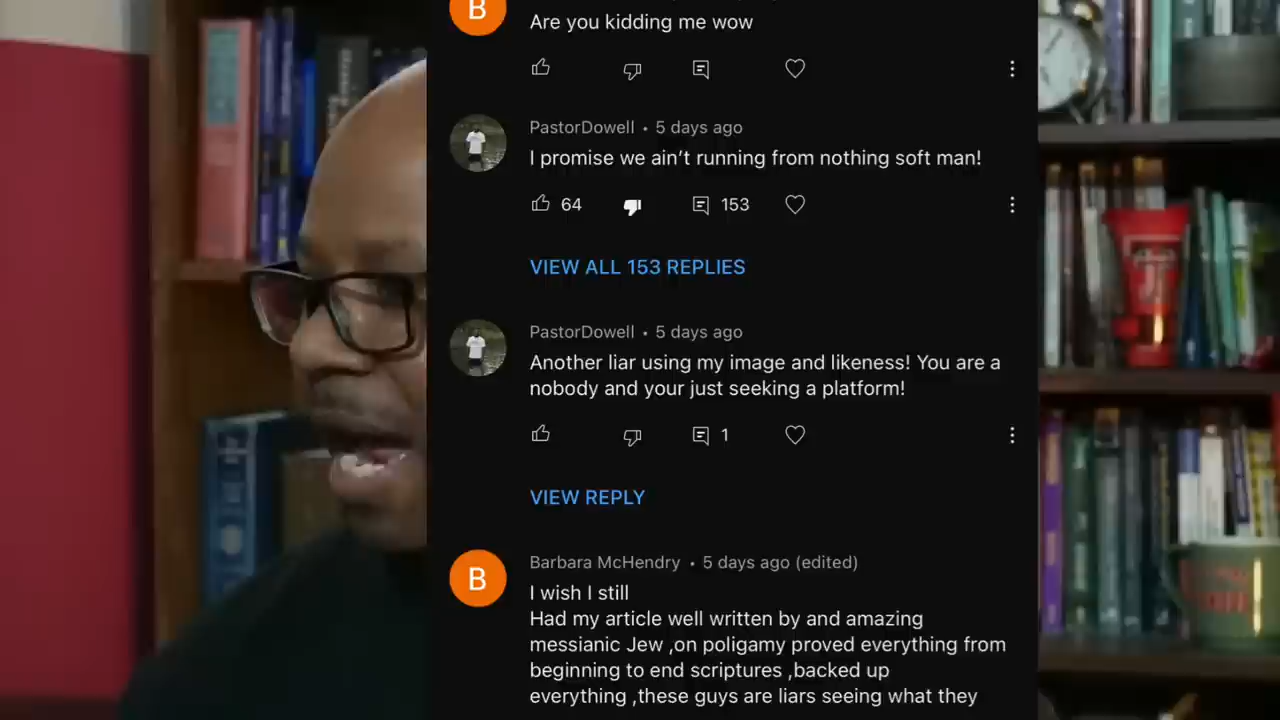 B
Are you kidding me wow
PastorDowell • 5 days ago
I promise we ain’t running from nothing soft man!
64
153
VIEW ALL 153 REPLIES
PastorDowell • 5 days ago
Another liar using my image and likeness! You are a
nobody and your just seeking a platform!
1
VIEW REPLY
B
Barbara McHendry • 5 days ago (edited)
I wish I still
Had my article well written by and amazing
messianic Jew ,on poligamy proved everything from
beginning to end scriptures ,backed up
everything ,these guys are liars seeing what they